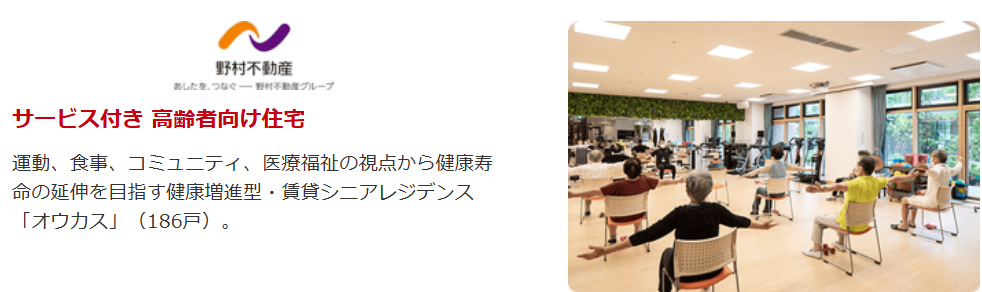 野村不動産
あしたを、つなぐ — 野村不動産グループ
サービス付き 高齢者向け住宅
運動、食事、コミュニティ、医療福祉の視点から健康寿
命の延伸を目指す健康増進型・賃貸シニアレジデンス
「オウカス」（186戸）。